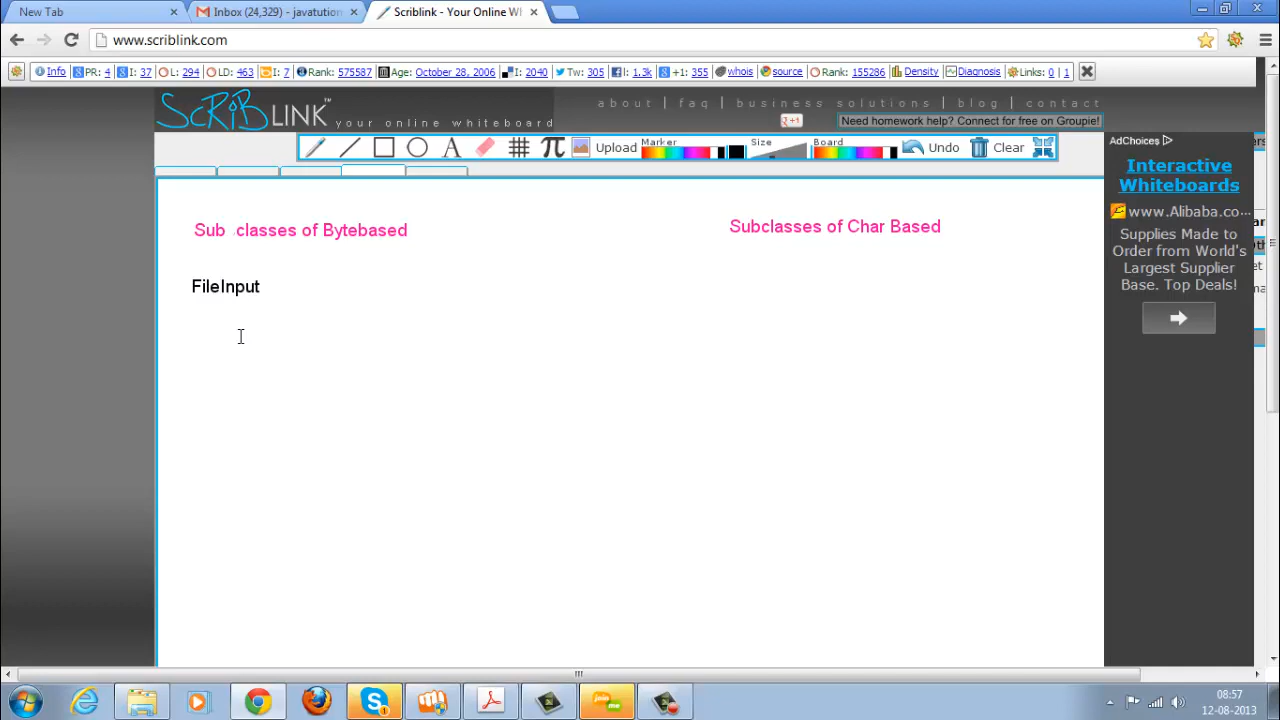 New Tab
Inbox (24,329) - javatution
Scriblink - Your Online Wh
www.scriblink.com
Info PR: 4 I: 37 L: 294 LD: 463 I: 7 Rank: 575587 Age: October 28, 2006 I: 2040 Tw: 305 I: 1.3k +1: 355 whois source Rank: 155286 Density Diagnosis Links: 0 | 1
SCRIBLINK™ your online whiteboard
about | faq | business solutions | blog | contact
+1 Need homework help? Connect for free on Groupie!
A π Upload Marker Size Board Undo Clear
AdChoices
Interactive
Whiteboards
www.Alibaba.co...
Supplies Made to
Order from World's
Largest Supplier
Base. Top Deals!
Sub classes of Bytebased
Subclasses of Char Based
FileInput
join
me
08:57
12-08-2013